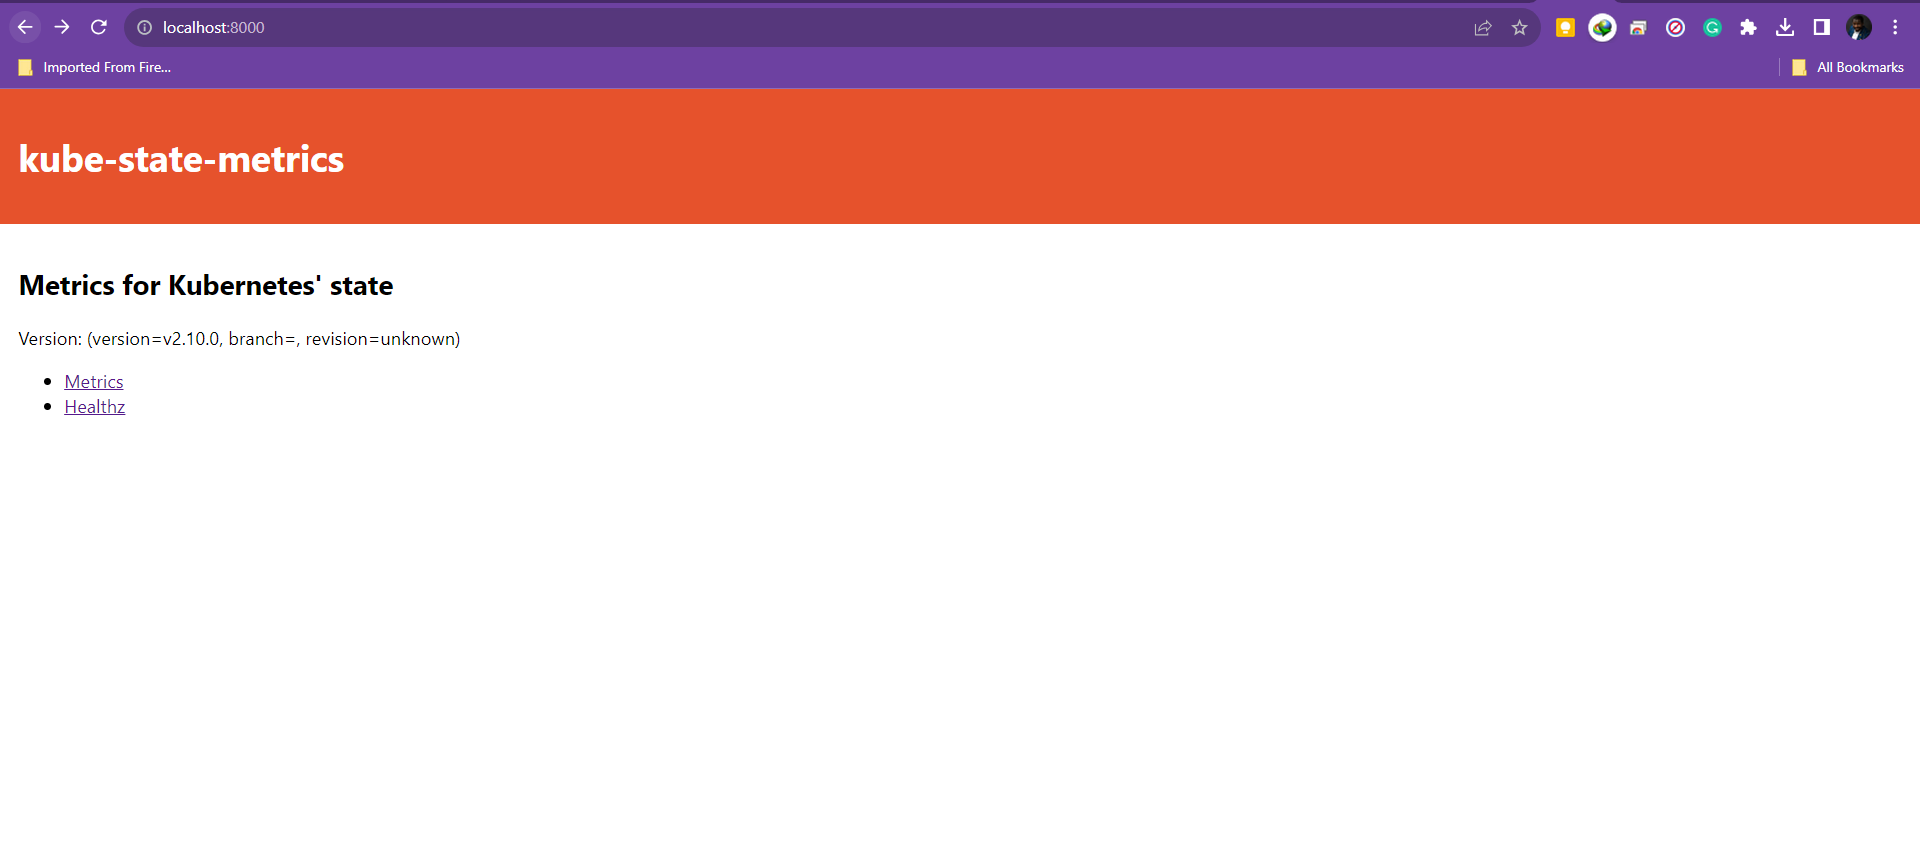 localhost:8000
Imported From Fire...
All Bookmarks
kube-state-metrics
Metrics for Kubernetes' state
Version: (version=v2.10.0, branch=, revision=unknown)
Metrics
Healthz